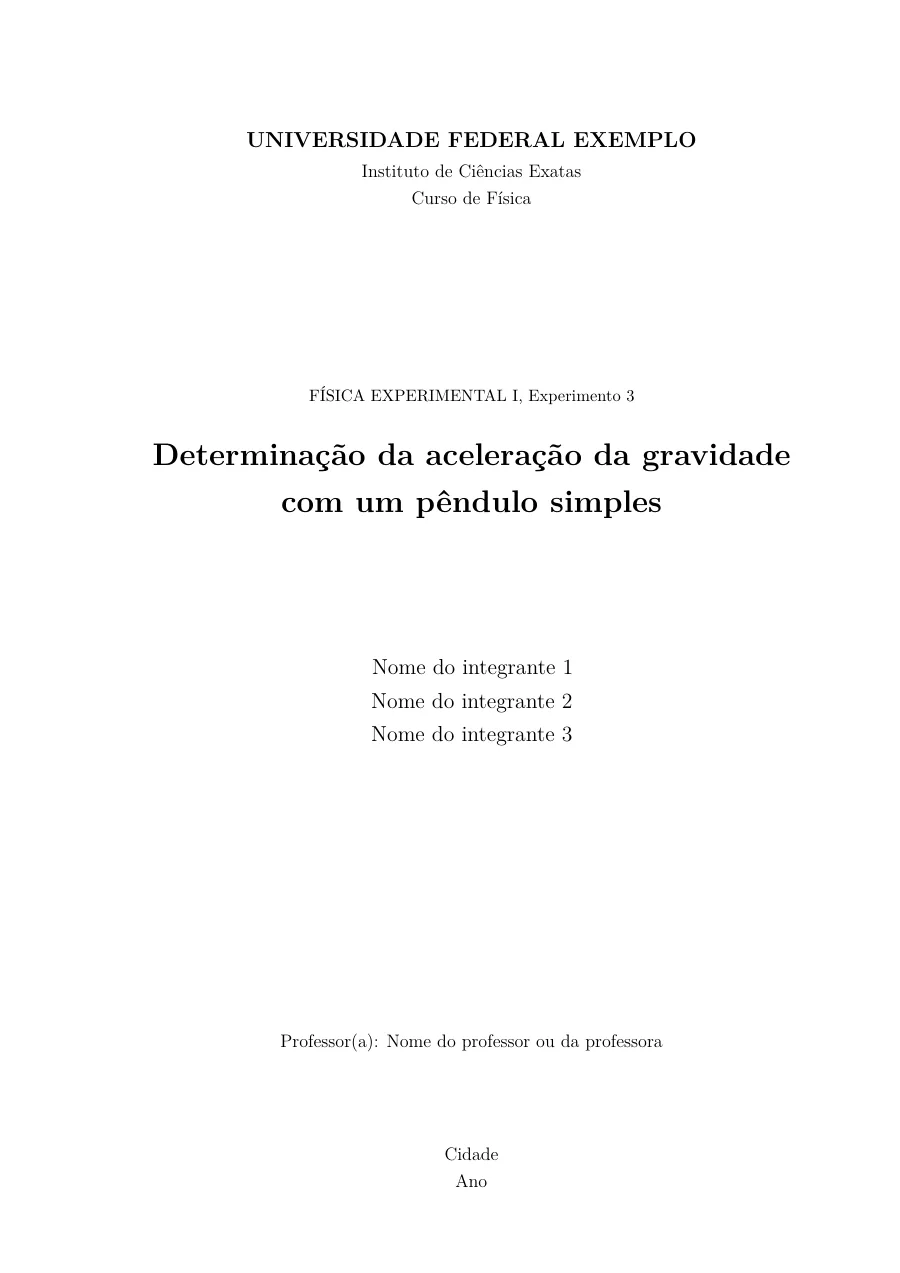 UNIVERSIDADE FEDERAL EXEMPLO
Instituto de Ciências Exatas
Curso de Física
FÍSICA EXPERIMENTAL I, Experimento 3
Determinação da aceleração da gravidade
com um pêndulo simples
Nome do integrante 1
Nome do integrante 2
Nome do integrante 3
Professor(a): Nome do professor ou da professora
Cidade
Ano